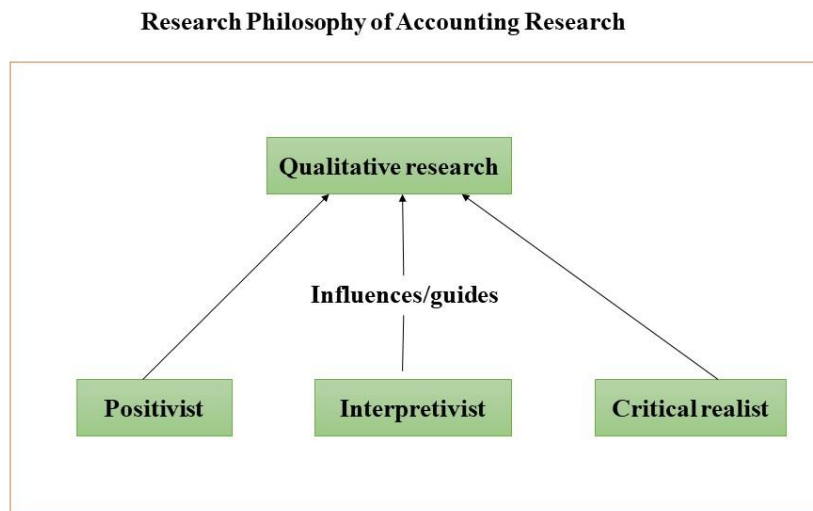 Research Philosophy of Accounting Research
Qualitative research
Influences/guides
Positivist
Interpretivist
Critical realist